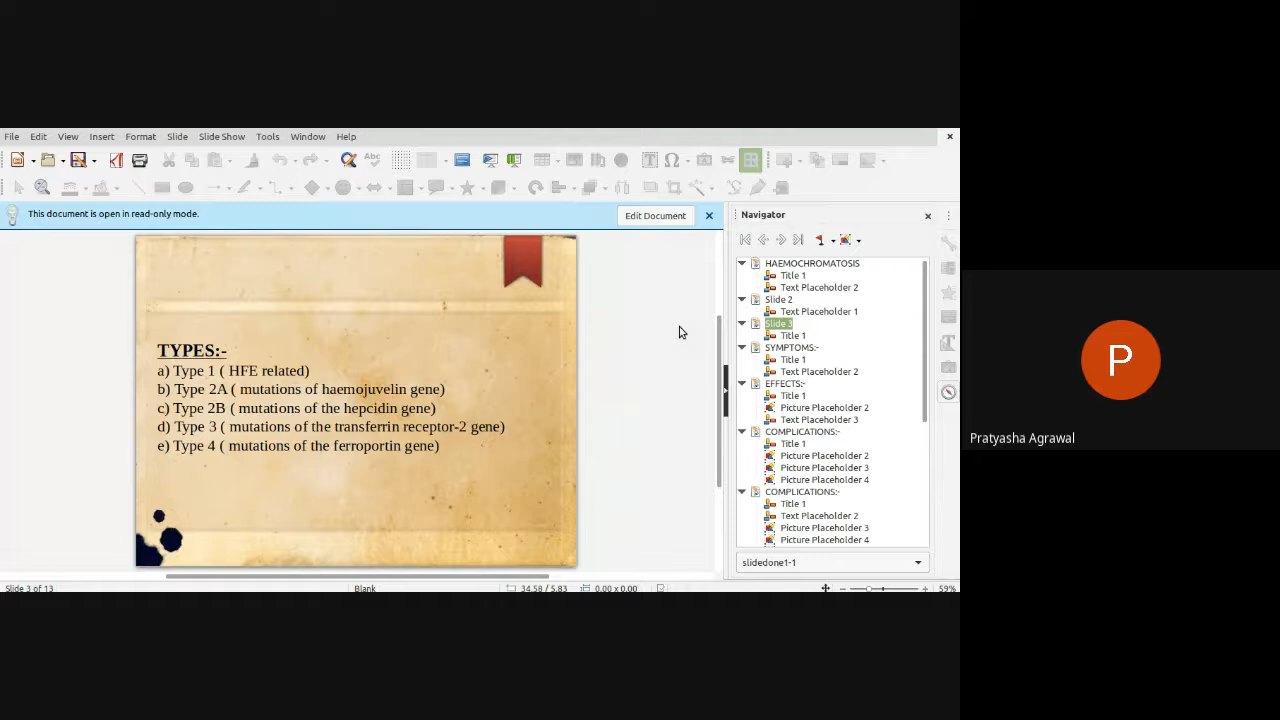 File Edit View Insert Format Slide Slide Show Tools Window Help
This document is open in read-only mode.
Edit Document
TYPES:-
a) Type 1 ( HFE related)
b) Type 2A ( mutations of haemojuvelin gene)
c) Type 2B ( mutations of the hepcidin gene)
d) Type 3 ( mutations of the transferrin receptor-2 gene)
e) Type 4 ( mutations of the ferroportin gene)
Navigator
HAEMOCHROMATOSIS
Title 1
Text Placeholder 2
Slide 2
Text Placeholder 1
Slide 3
Title 1
SYMPTOMS:-
Title 1
Text Placeholder 2
EFFECTS:-
Title 1
Picture Placeholder 2
Text Placeholder 3
COMPLICATIONS:-
Title 1
Picture Placeholder 2
Picture Placeholder 3
Picture Placeholder 4
COMPLICATIONS:-
Title 1
Text Placeholder 2
Picture Placeholder 3
Picture Placeholder 4
slidedone1-1
Slide 3 of 13 Blank 34.58 / 5.83 0.00 x 0.00 59%
P
Pratyasha Agrawal